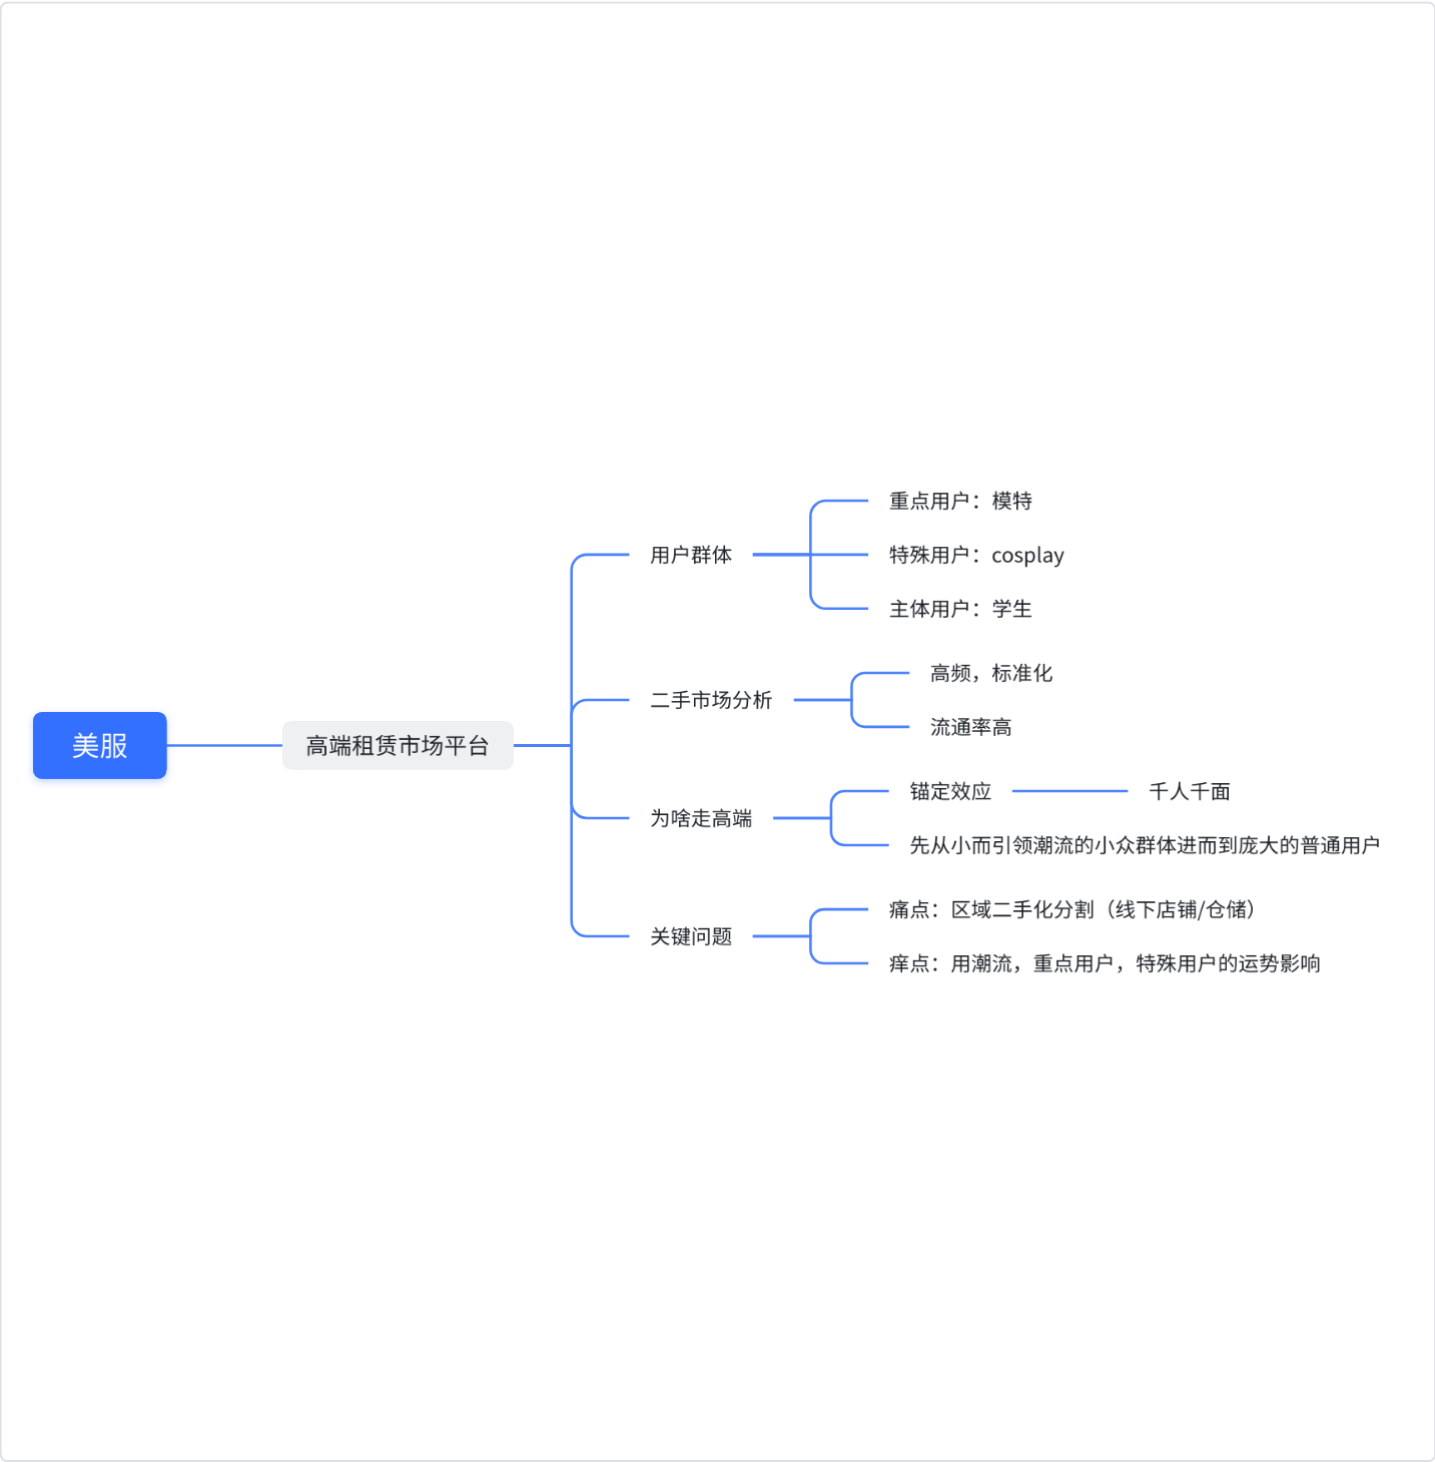 美服
高端租赁市场平台
用户群体
重点用户：模特
特殊用户：cosplay
主体用户：学生
二手市场分析
高频，标准化
流通率高
为啥走高端
锚定效应
千人千面
先从小而引领潮流的小众群体进而到庞大的普通用户
关键问题
痛点：区域二手化分割（线下店铺/仓储）
痒点：用潮流，重点用户，特殊用户的运势影响